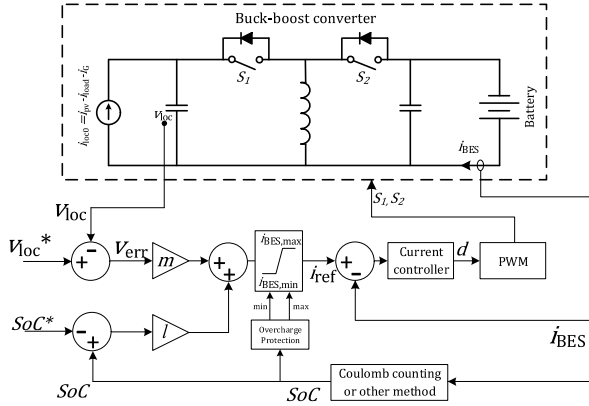 Buck-boost converter
S1
S2
iloc0 = ipv-iload-iG
vloc
Battery
iBES
S1, S2
vloc
vloc*
+
-
verr
m
+
+
iBES,max
iBES,min
iref
+
-
Current
controller
d
PWM
min
max
SoC*
-
+
l
Overcharge
Protection
iBES
SoC
SoC
Coulomb counting
or other method